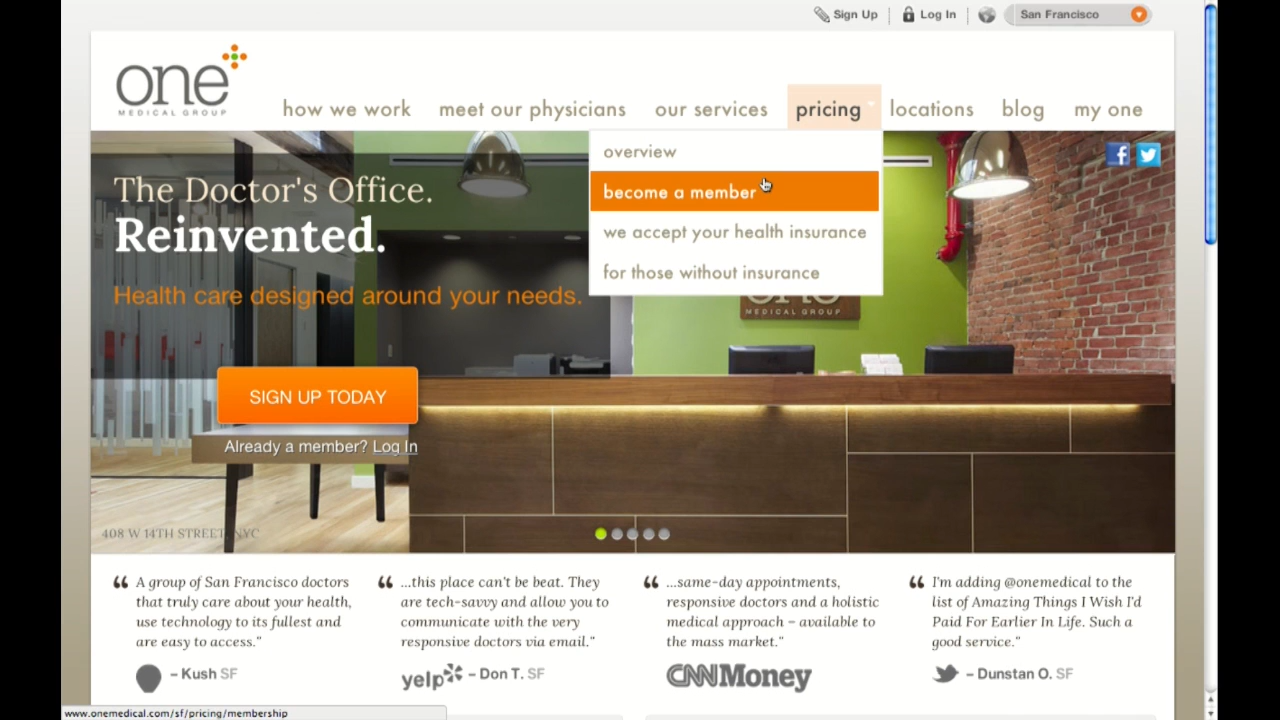 Sign Up
Log In
San Francisco
one
MEDICAL GROUP
how we work
meet our physicians
our services
pricing
locations
blog
my one
overview
become a member
we accept your health insurance
for those without insurance
The Doctor's Office.
Reinvented.
Health care designed around your needs.
one
MEDICAL GROUP
SIGN UP TODAY
Already a member? Log In
408 W 14TH STREET, NYC
“ A group of San Francisco doctors
that truly care about your health,
use technology to its fullest and
are easy to access."
– Kush SF
“ ...this place can't be beat. They
are tech-savvy and allow you to
communicate with the very
responsive doctors via email."
yelp – Don T. SF
“ ...same-day appointments,
responsive doctors and a holistic
medical approach – available to
the mass market."
CNNMoney
“ I'm adding @onemedical to the
list of Amazing Things I Wish I'd
Paid For Earlier In Life. Such a
good service."
– Dunstan O. SF
www.onemedical.com/sf/pricing/membership